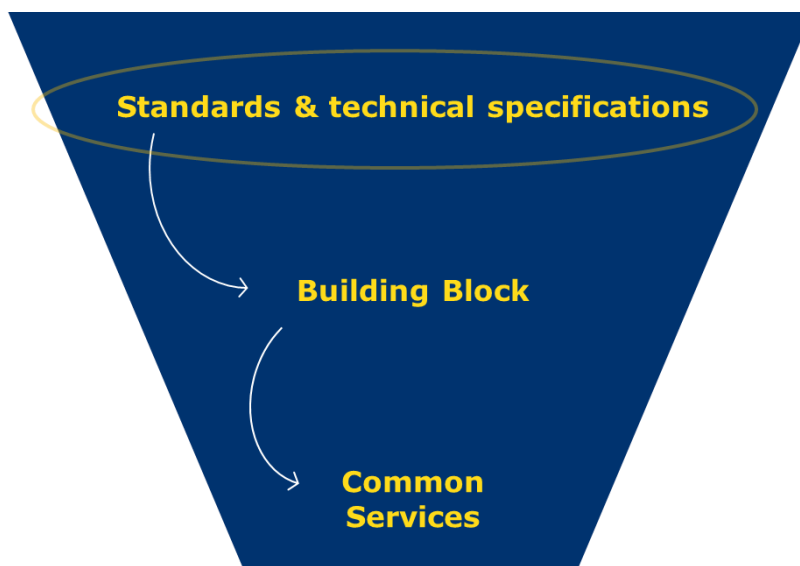 Standards & technical specifications
Building Block
Common
Services